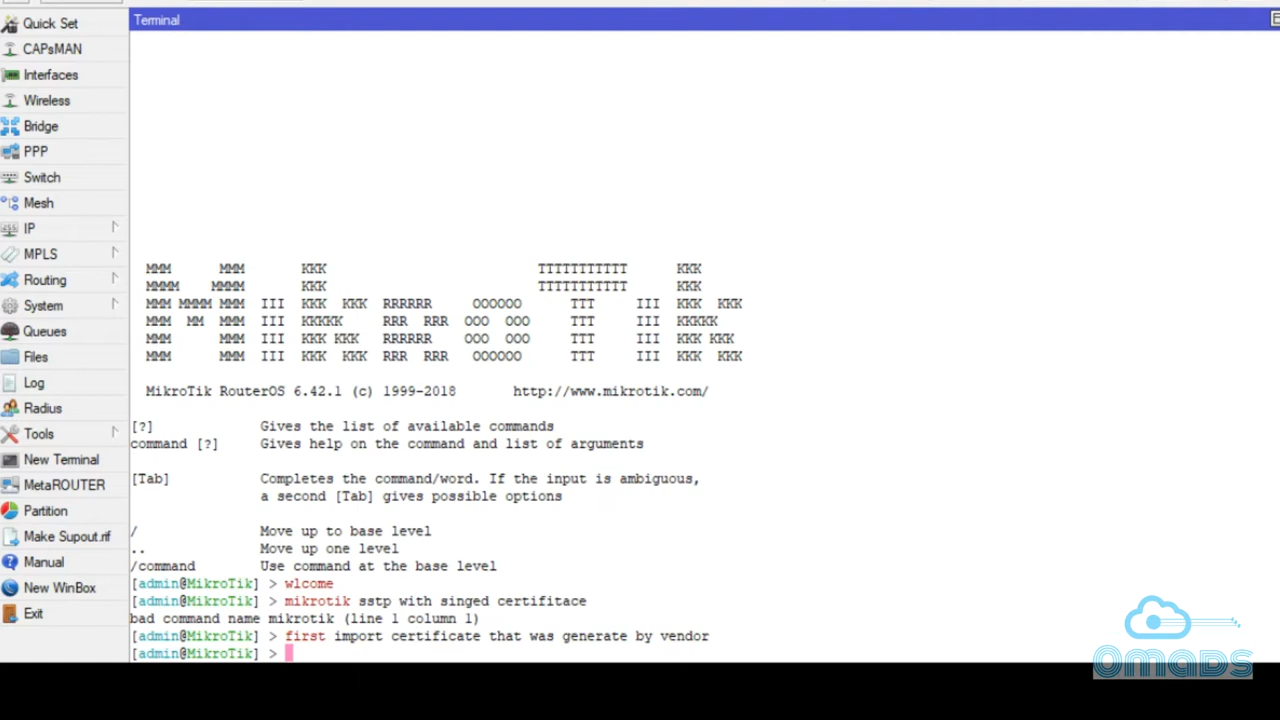 Terminal
Quick Set
CAPsMAN
Interfaces
Wireless
Bridge
PPP
Switch
Mesh
IP
MPLS
Routing
System
Queues
Files
Log
Radius
Tools
New Terminal
MetaROUTER
Partition
Make Supout.rif
Manual
New WinBox
Exit
MMM      MMM       KKK                          TTTTTTTTTTT      KKK
MMMM    MMMM       KKK                          TTTTTTTTTTT      KKK
MMM MMMM MMM  III  KKK  KKK  RRRRRR     OOOOOO      TTT     III  KKK  KKK
MMM  MM  MMM  III  KKKKK     RRR  RRR  OOO  OOO     TTT     III  KKKKK
MMM      MMM  III  KKK KKK   RRRRRR    OOO  OOO     TTT     III  KKK KKK
MMM      MMM  III  KKK  KKK  RRR  RRR   OOOOOO      TTT     III  KKK  KKK
MikroTik RouterOS 6.42.1 (c) 1999-2018       http://www.mikrotik.com/
[?]             Gives the list of available commands
command [?]     Gives help on the command and list of arguments
[Tab]           Completes the command/word. If the input is ambiguous,
a second [Tab] gives possible options
/               Move up to base level
..              Move up one level
/command        Use command at the base level
[admin@MikroTik] > wlcome
[admin@MikroTik] > mikrotik sstp with singed certifitace
bad command name mikrotik (line 1 column 1)
[admin@MikroTik] > first import certificate that was generate by vendor
[admin@MikroTik] >
Omads